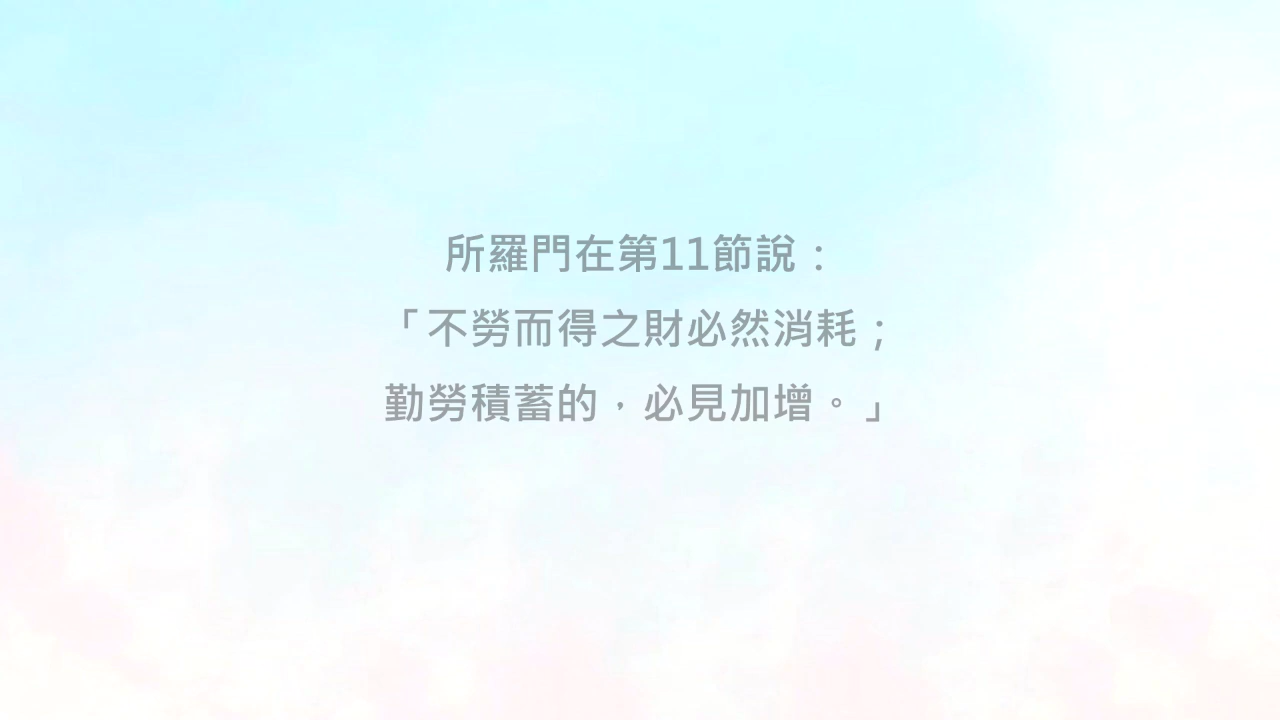 所羅門在第11節說：
「不勞而得之財必然消耗；
勤勞積蓄的，必見加增。」